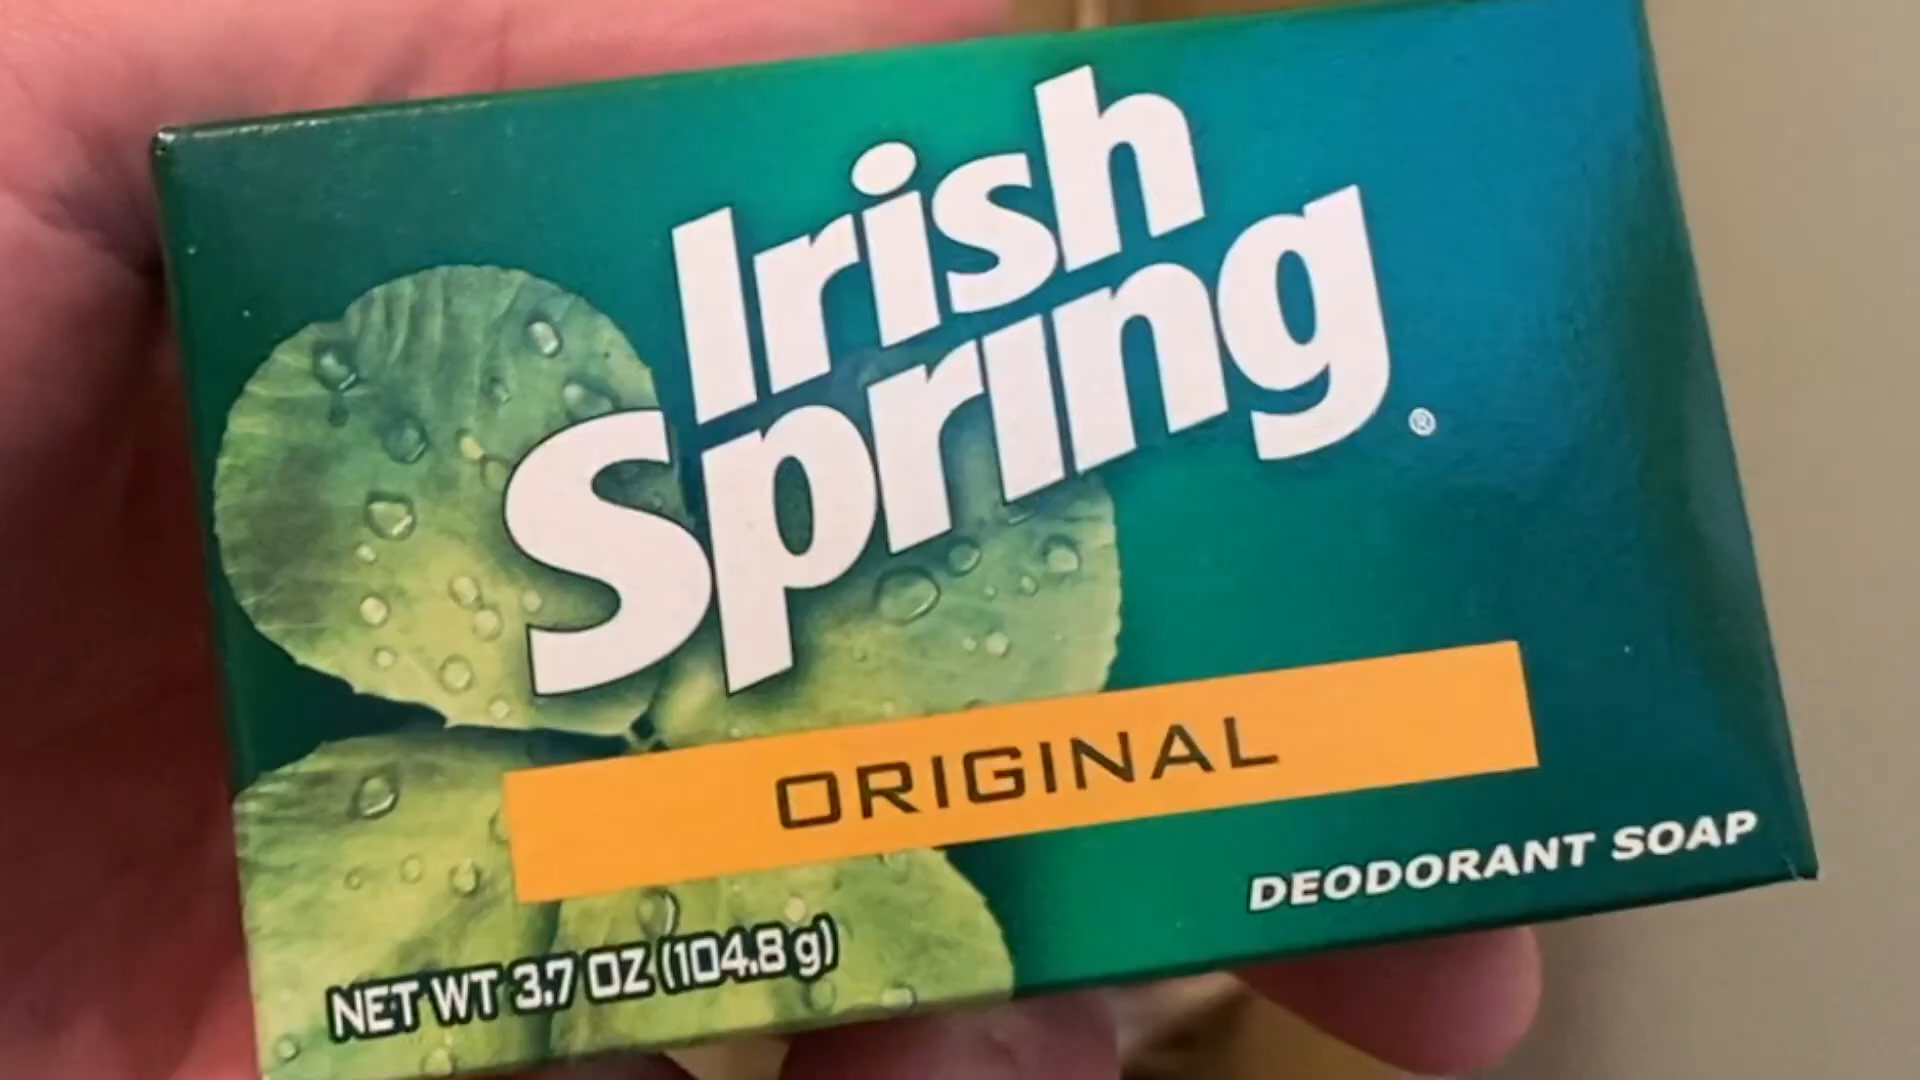 Irish
Spring®
ORIGINAL
DEODORANT SOAP
NET WT 3.7 OZ (104.8 g)